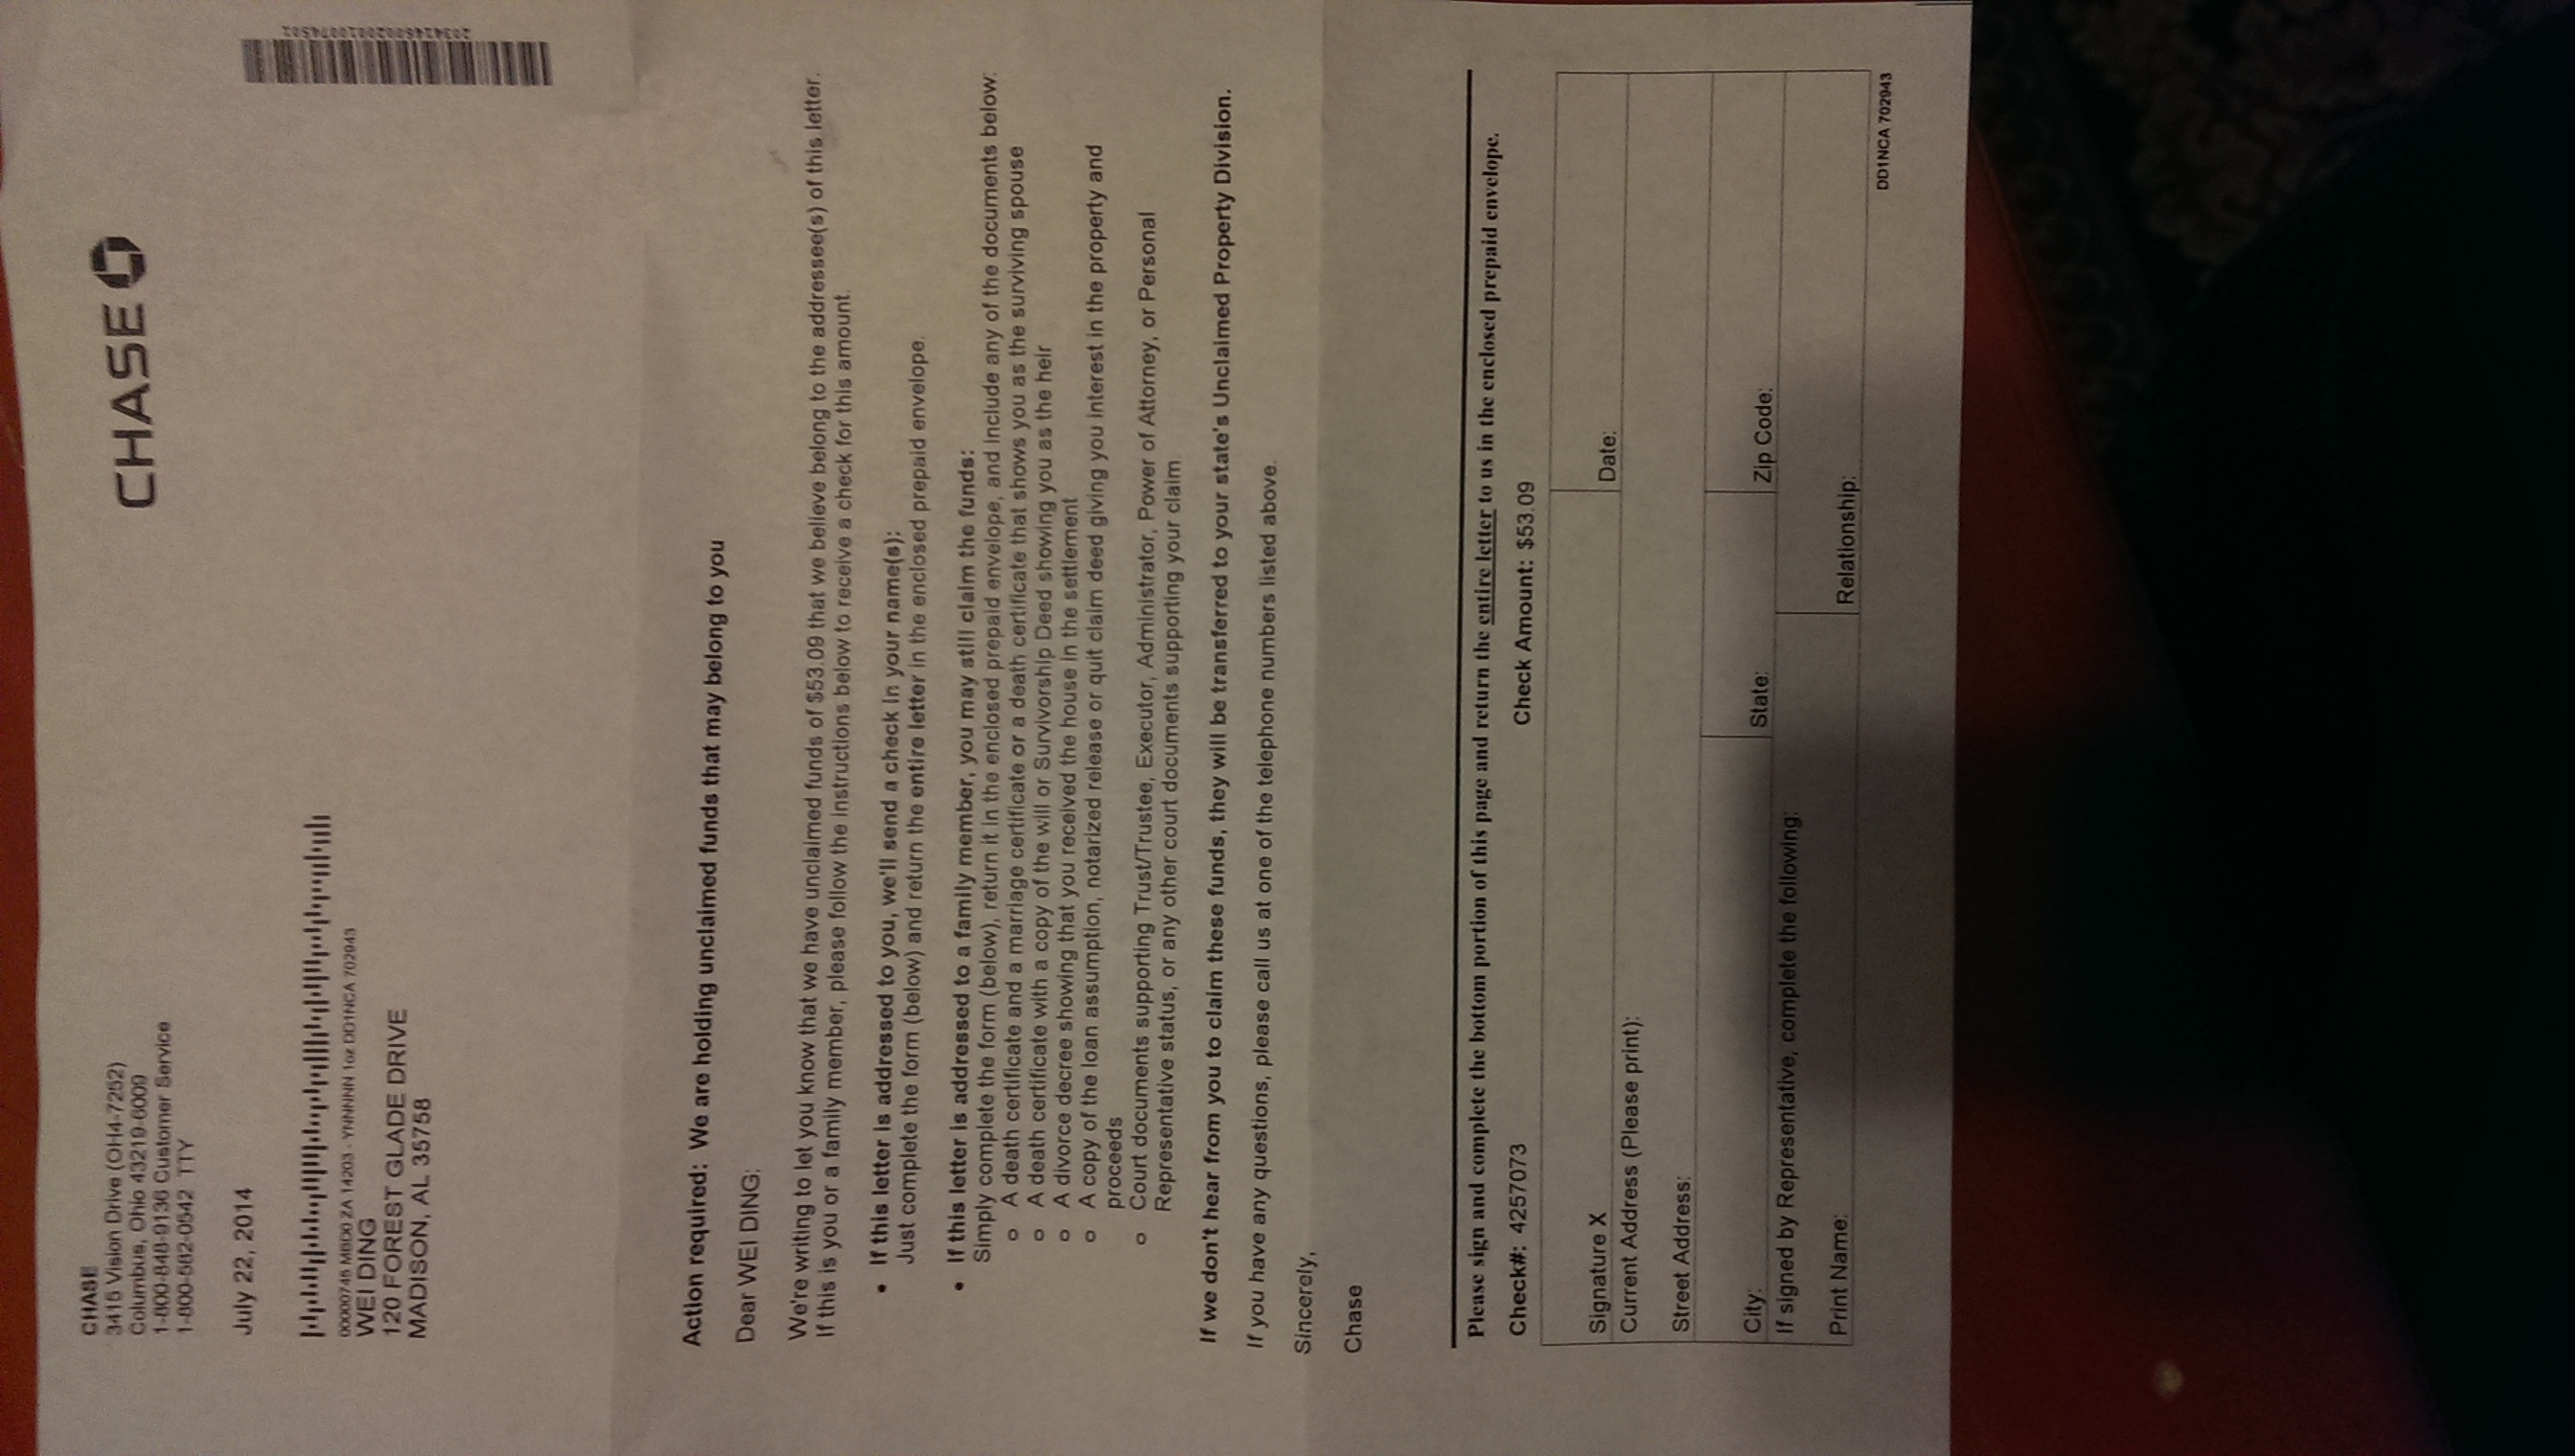 CHASE
3415 Vision Drive (OH4-7252)
Columbus, Ohio 43219-6009
1-800-848-9136 Customer Service
1-800-582-0542 TTY
CHASE
July 22, 2014
00000745 MBD0 ZA 14203 - YNNNNN 1oz DD1NCA 702943
WEI DING
120 FOREST GLADE DRIVE
MADISON, AL 35758
Action required: We are holding unclaimed funds that may belong to you
Dear WEI DING:
We're writing to let you know that we have unclaimed funds of $53.09 that we believe belong to the addressee(s) of this letter.
If this is you or a family member, please follow the instructions below to receive a check for this amount.
• If this letter is addressed to you, we'll send a check in your name(s):
Just complete the form (below) and return the entire letter in the enclosed prepaid envelope.
• If this letter is addressed to a family member, you may still claim the funds:
Simply complete the form (below), return it in the enclosed prepaid envelope, and include any of the documents below:
o A death certificate and a marriage certificate or a death certificate that shows you as the surviving spouse
o A death certificate with a copy of the will or Survivorship Deed showing you as the heir
o A divorce decree showing that you received the house in the settlement
o A copy of the loan assumption, notarized release or quit claim deed giving you interest in the property and
proceeds
o Court documents supporting Trust/Trustee, Executor, Administrator, Power of Attorney, or Personal
Representative status, or any other court documents supporting your claim
If we don't hear from you to claim these funds, they will be transferred to your state's Unclaimed Property Division.
If you have any questions, please call us at one of the telephone numbers listed above.
Sincerely,
Chase
Please sign and complete the bottom portion of this page and return the entire letter to us in the enclosed prepaid envelope.
Check#: 4257073 Check Amount: $53.09
Signature X Date:
Current Address (Please print):
Street Address:
City: State: Zip Code:
If signed by Representative, complete the following:
Print Name: Relationship:
DD1NCA 702943